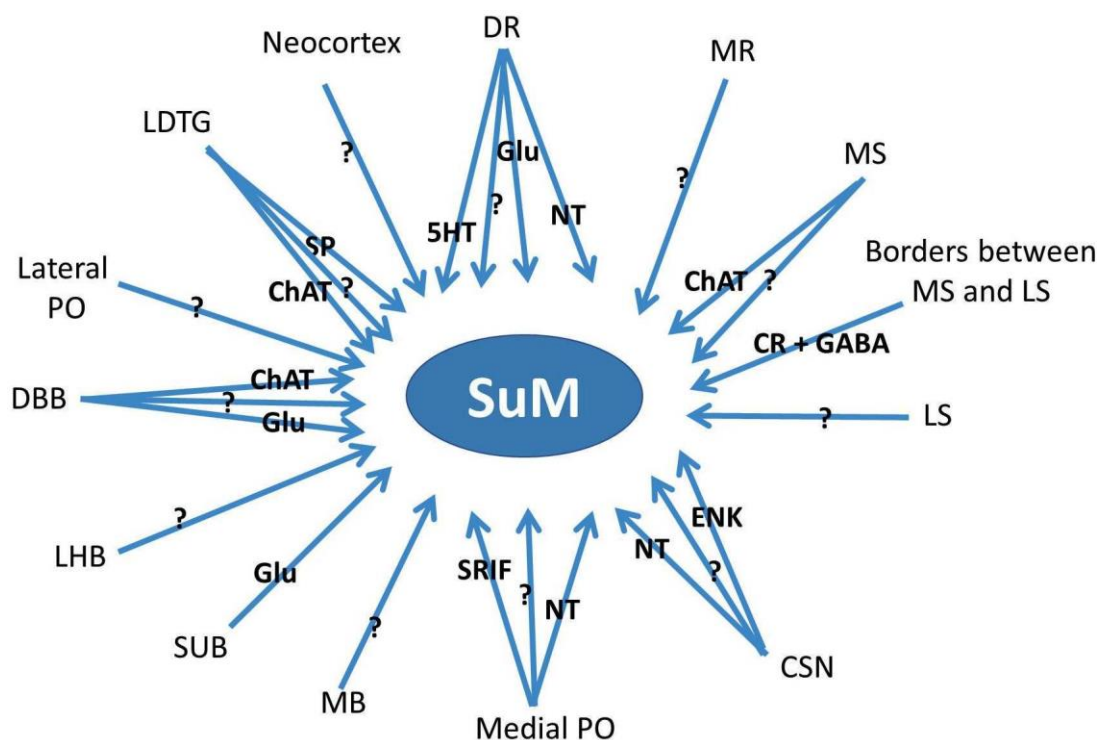 DR
Neocortex
MR
LDTG
MS
?
Glu
?
?
5HT
NT
SP
Borders between
MS and LS
Lateral
PO
ChAT
?
ChAT
?
?
CR + GABA
SuM
DBB
ChAT
?
Glu
LS
?
LHB
?
ENK
NT
?
Glu
SRIF
?
NT
?
SUB
CSN
MB
Medial PO